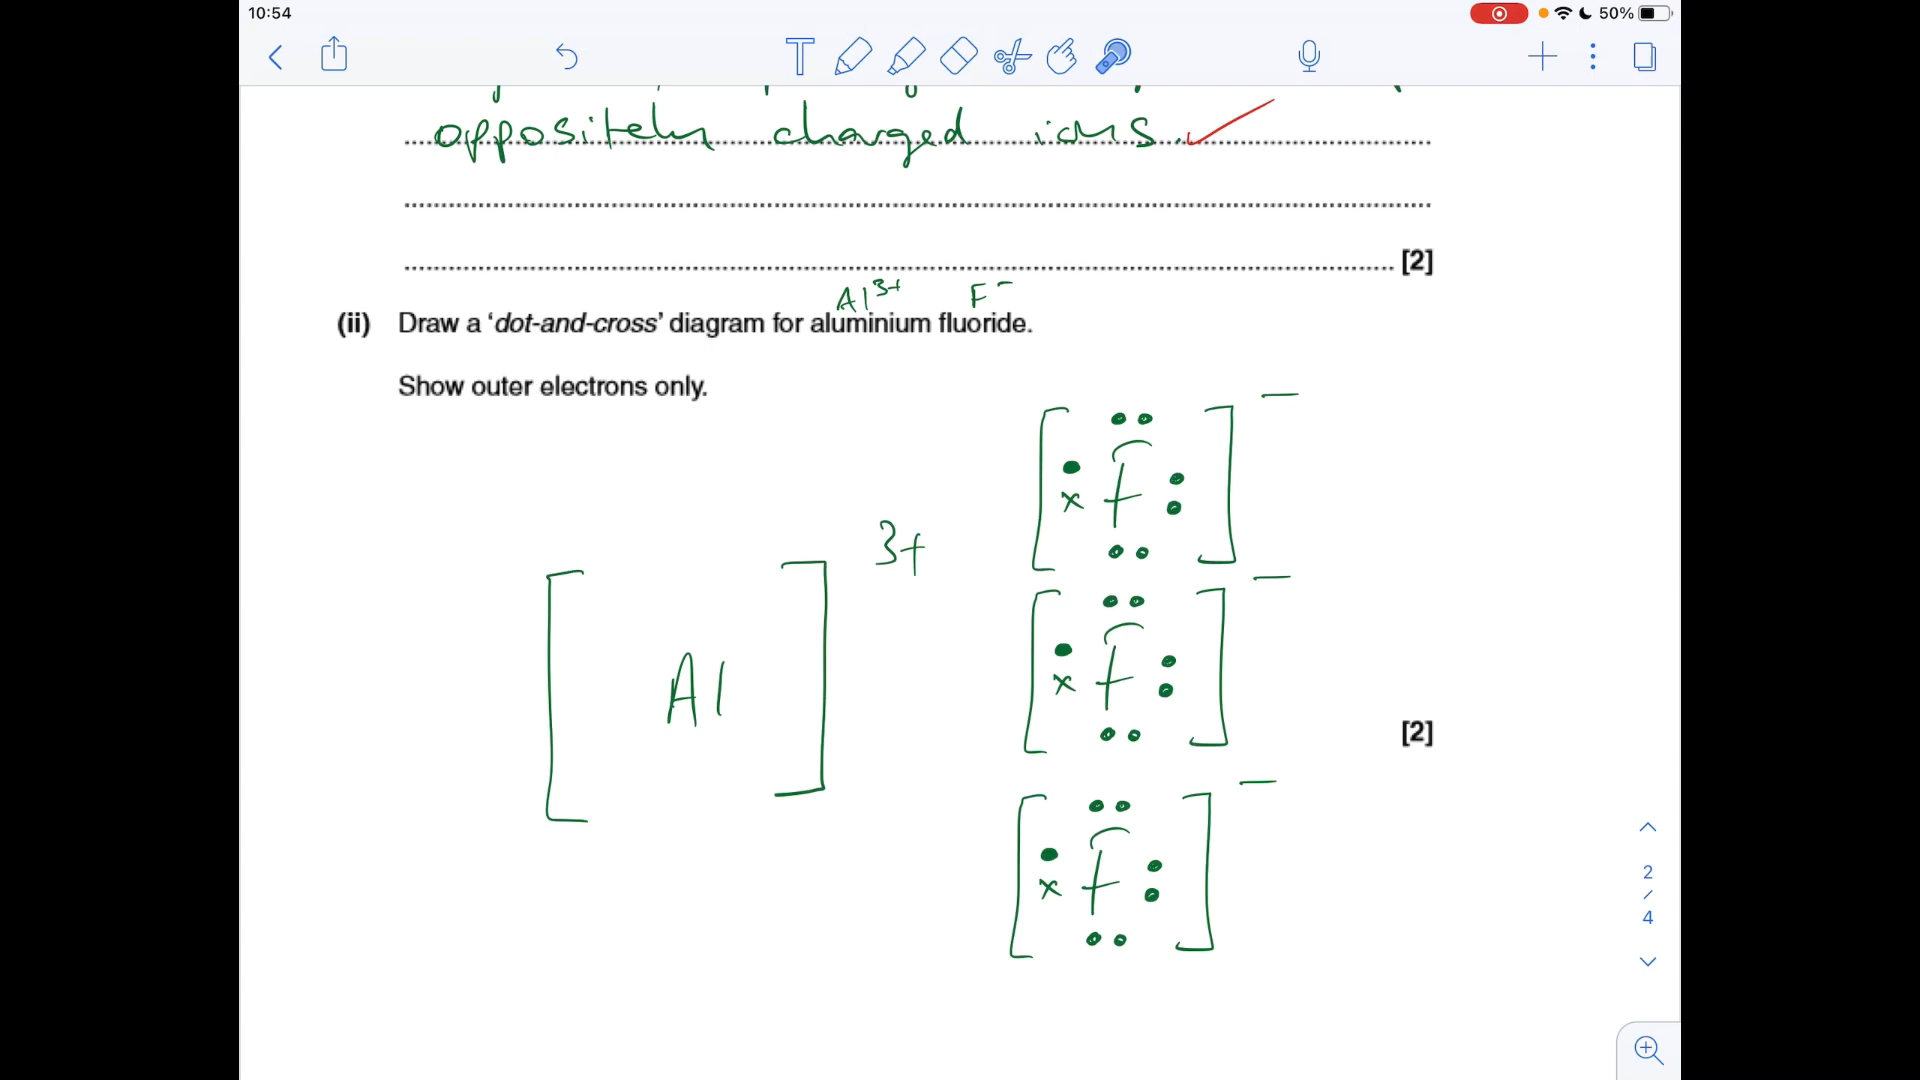 10:54
50%
oppositely charged ions.
[2]
Al3+ F-
(ii) Draw a 'dot-and-cross' diagram for aluminium fluoride.
Show outer electrons only.
[ Al ] 3+
[ x F ] −
[ x F ] −
[2]
[ x F ] −
2
/
4